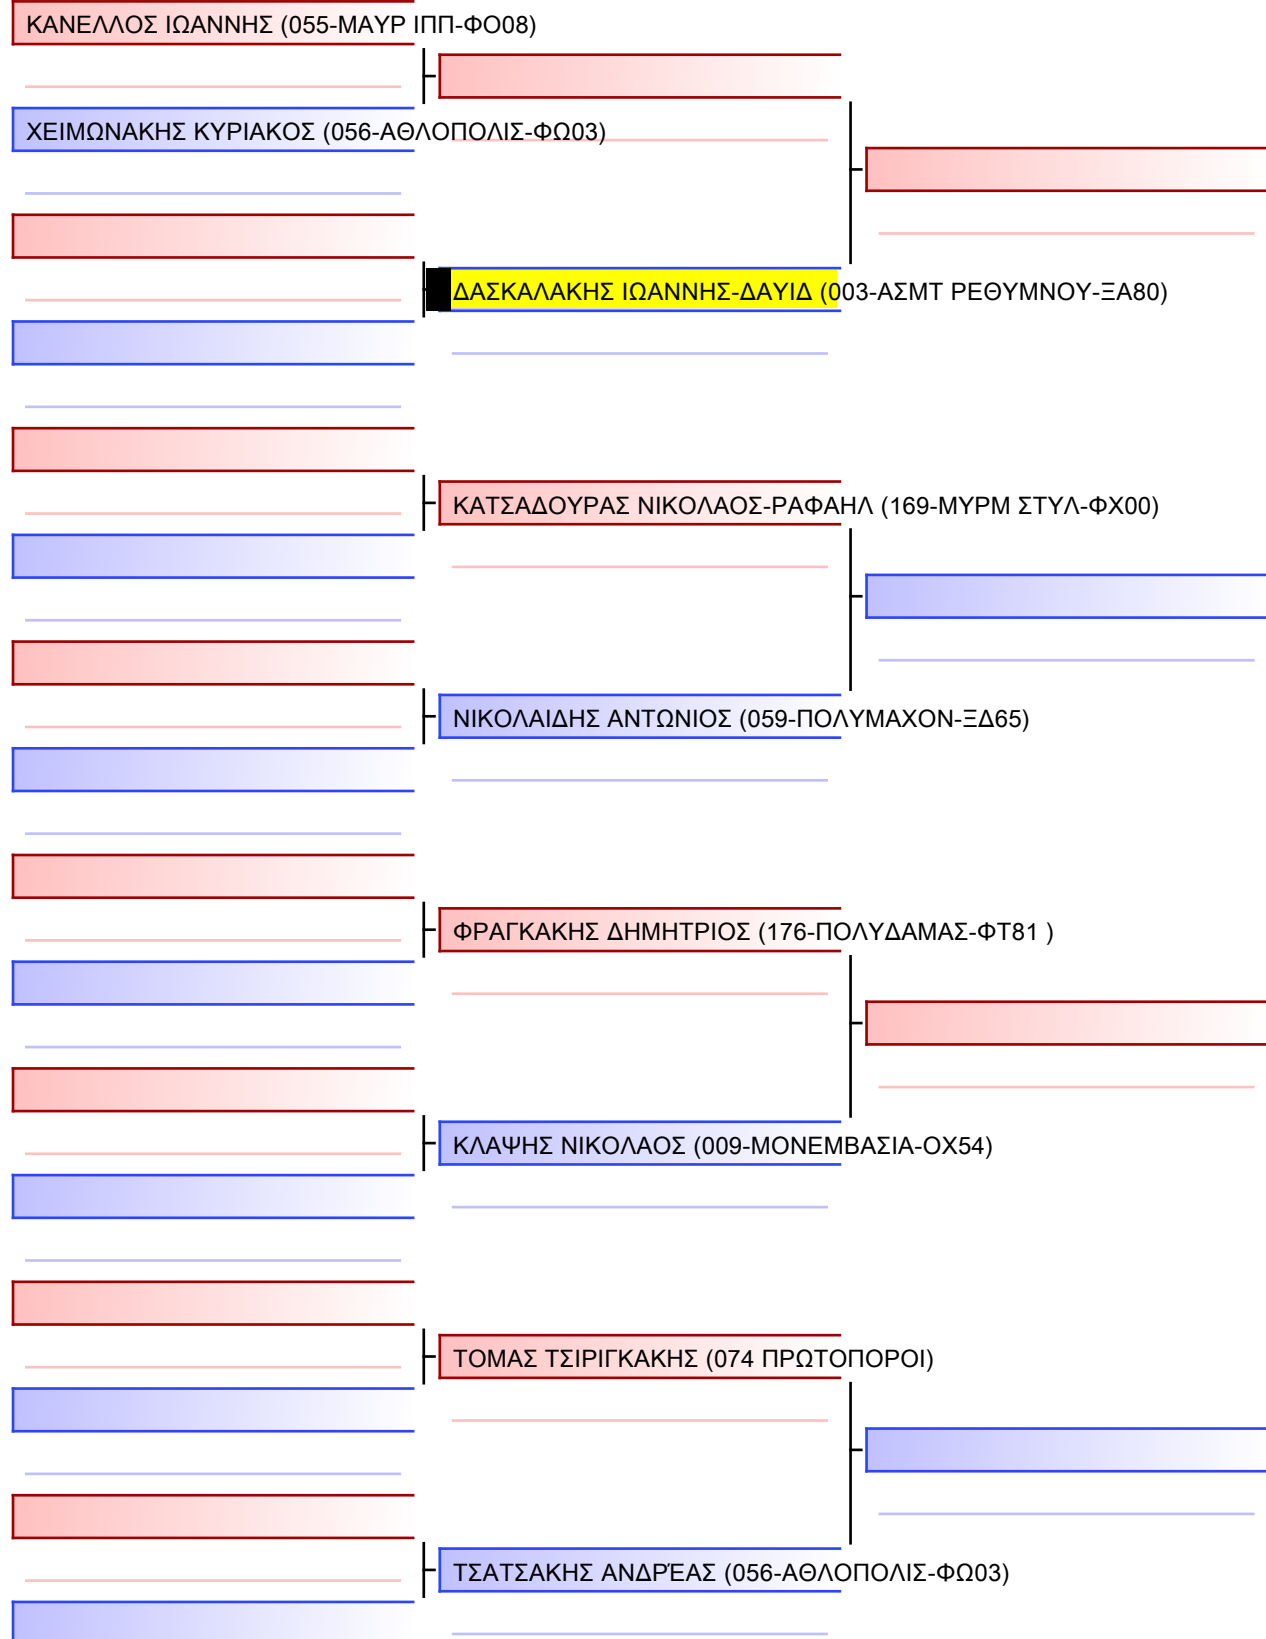 ΚΑΝΕΛΛΟΣ ΙΩΑΝΝΗΣ (055-ΜΑΥΡ ΙΠΠ-ΦΟ08)
ΧΕΙΜΩΝΑΚΗΣ ΚΥΡΙΑΚΟΣ (056-ΑΘΛΟΠΟΛΙΣ-ΦΩ03)
ΔΑΣΚΑΛΑΚΗΣ ΙΩΑΝΝΗΣ-ΔΑΥΙΔ (003-ΑΣΜΤ ΡΕΘΥΜΝΟΥ-ΞΑ80)
ΚΑΤΣΑΔΟΥΡΑΣ ΝΙΚΟΛΑΟΣ-ΡΑΦΑΗΛ (169-ΜΥΡΜ ΣΤΥΛ-ΦΧ00)
ΝΙΚΟΛΑΙΔΗΣ ΑΝΤΩΝΙΟΣ (059-ΠΟΛΥΜΑΧΟΝ-ΞΔ65)
ΦΡΑΓΚΑΚΗΣ ΔΗΜΗΤΡΙΟΣ (176-ΠΟΛΥΔΑΜΑΣ-ΦΤ81 )
ΚΛΑΨΗΣ ΝΙΚΟΛΑΟΣ (009-ΜΟΝΕΜΒΑΣΙΑ-ΟΧ54)
ΤΟΜΑΣ ΤΣΙΡΙΓΚΑΚΗΣ (074 ΠΡΩΤΟΠΟΡΟΙ)
ΤΣΑΤΣΑΚΗΣ ΑΝΔΡΈΑΣ (056-ΑΘΛΟΠΟΛΙΣ-ΦΩ03)